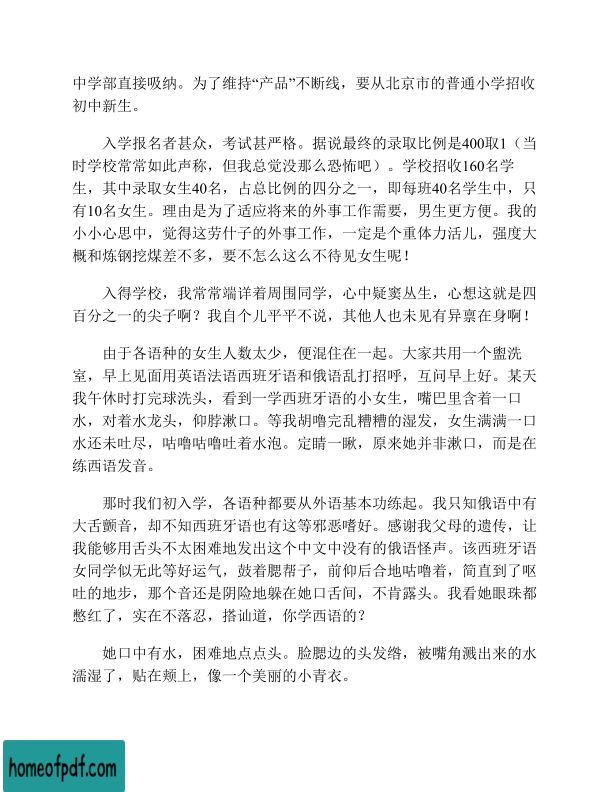 中学部直接吸纳。为了维持“产品”不断线，要从北京市的普通小学招收
初中新生。
入学报名者甚众，考试甚严格。据说最终的录取比例是400取1（当
时学校常常如此声称，但我总觉没那么恐怖吧）。学校招收160名学
生，其中录取女生40名，占总比例的四分之一，即每班40名学生中，只
有10名女生。理由是为了适应将来的外事工作需要，男生更方便。我的
小小心思中，觉得这劳什子的外事工作，一定是个重体力活儿，强度大
概和炼钢挖煤差不多，要不怎么这么不待见女生呢！
入得学校，我常常端详着周围同学，心中疑窦丛生，心想这就是四
百分之一的尖子啊？我自个儿平平不说，其他人也未见有异禀在身啊！
由于各语种的女生人数太少，便混住在一起。大家共用一个盥洗
室，早上见面用英语法语西班牙语和俄语乱打招呼，互问早上好。某天
我午休时打完球洗头，看到一学西班牙语的小女生，嘴巴里含着一口
水，对着水龙头，仰脖漱口。等我胡噜完乱糟糟的湿发，女生满满一口
水还未吐尽，咕噜咕噜吐着水泡。定睛一瞅，原来她并非漱口，而是在
练西语发音。
那时我们初入学，各语种都要从外语基本功练起。我只知俄语中有
大舌颤音，却不知西班牙语也有这等邪恶嗜好。感谢我父母的遗传，让
我能够用舌头不太困难地发出这个中文中没有的俄语怪声。该西班牙语
女同学似无此等好运气，鼓着腮帮子，前仰后合地咕噜着，简直到了呕
吐的地步，那个音还是阴险地躲在她口舌间，不肯露头。我看她眼珠都
憋红了，实在不落忍，搭讪道，你学西语的？
她口中有水，困难地点点头。脸腮边的头发绺，被嘴角溅出来的水
濡湿了，贴在颊上，像一个美丽的小青衣。
homeofpdf.com